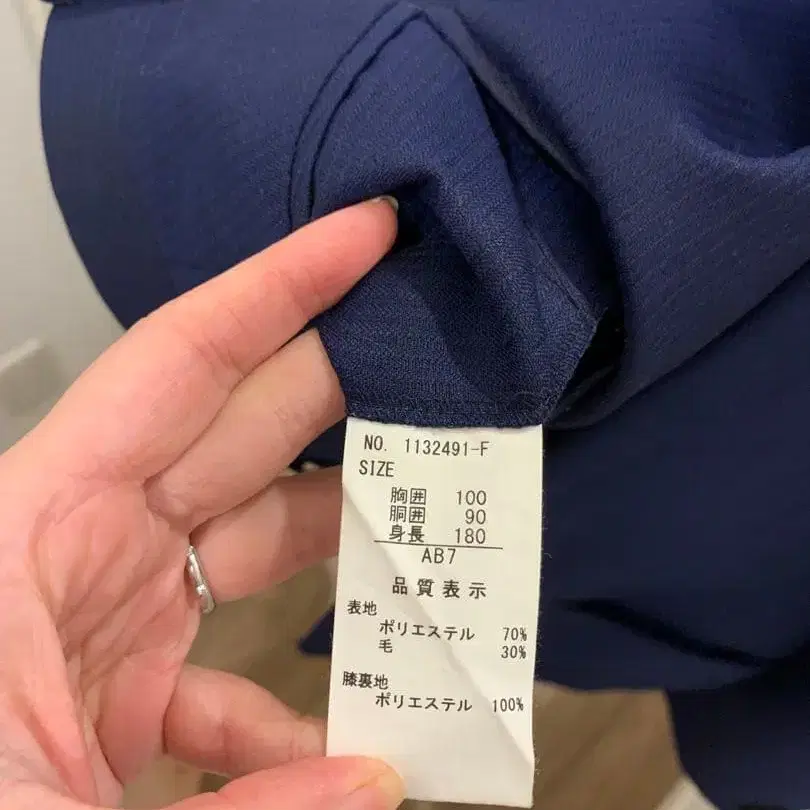 NO. 1132491-F
SIZE
胸囲 100
胴囲 90
身長 180
AB7
品質表示
表地
ポリエステル 70%
毛 30%
膝裏地
ポリエステル 100%